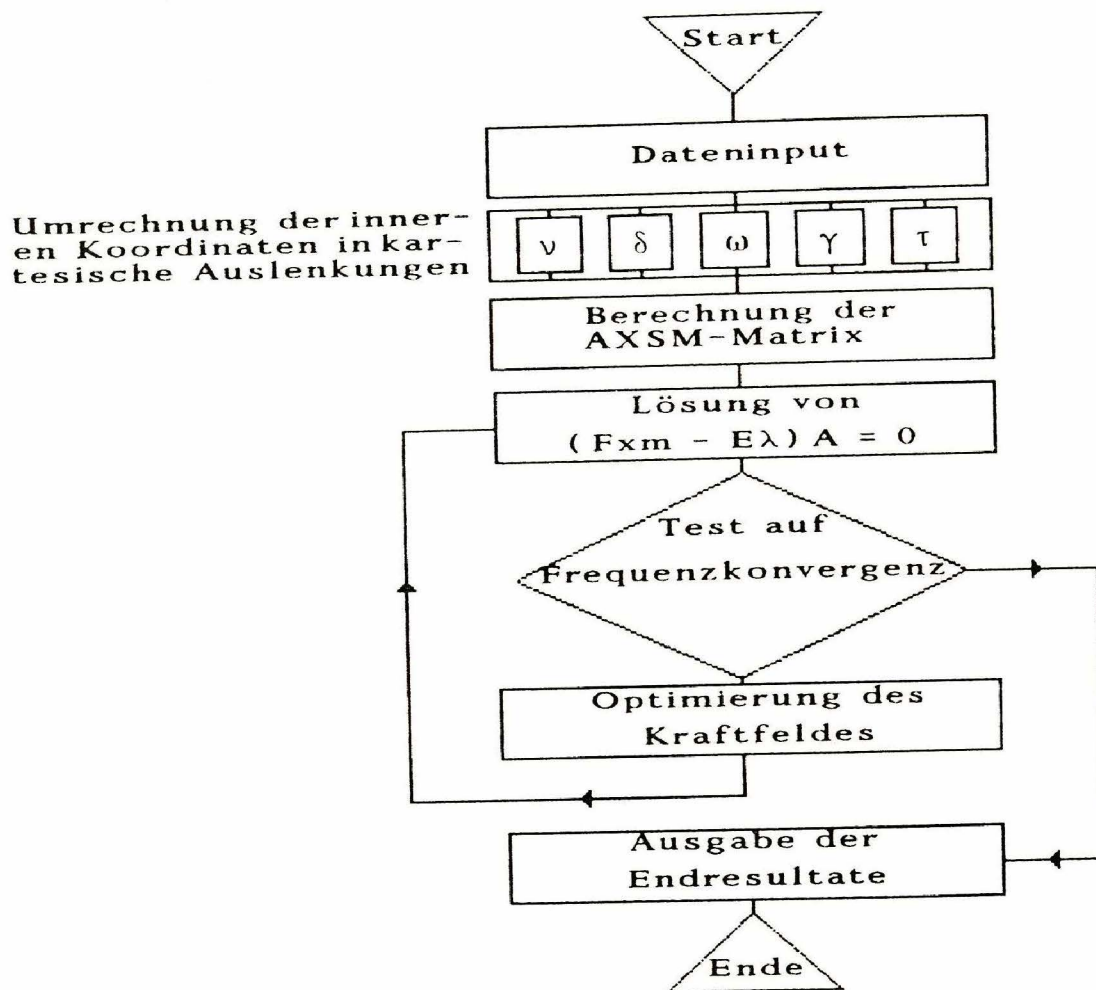 Start
Dateninput
Umrechnung der inner-
en Koordinaten in kar-
tesische Auslenkungen
ν δ ω γ τ
Berechnung der
AXSM-Matrix
Lösung von
(Fxm - Eλ) A = 0
Test auf
Frequenzkonvergenz
Optimierung des
Kraftfeldes
Ausgabe der
Endresultate
Ende